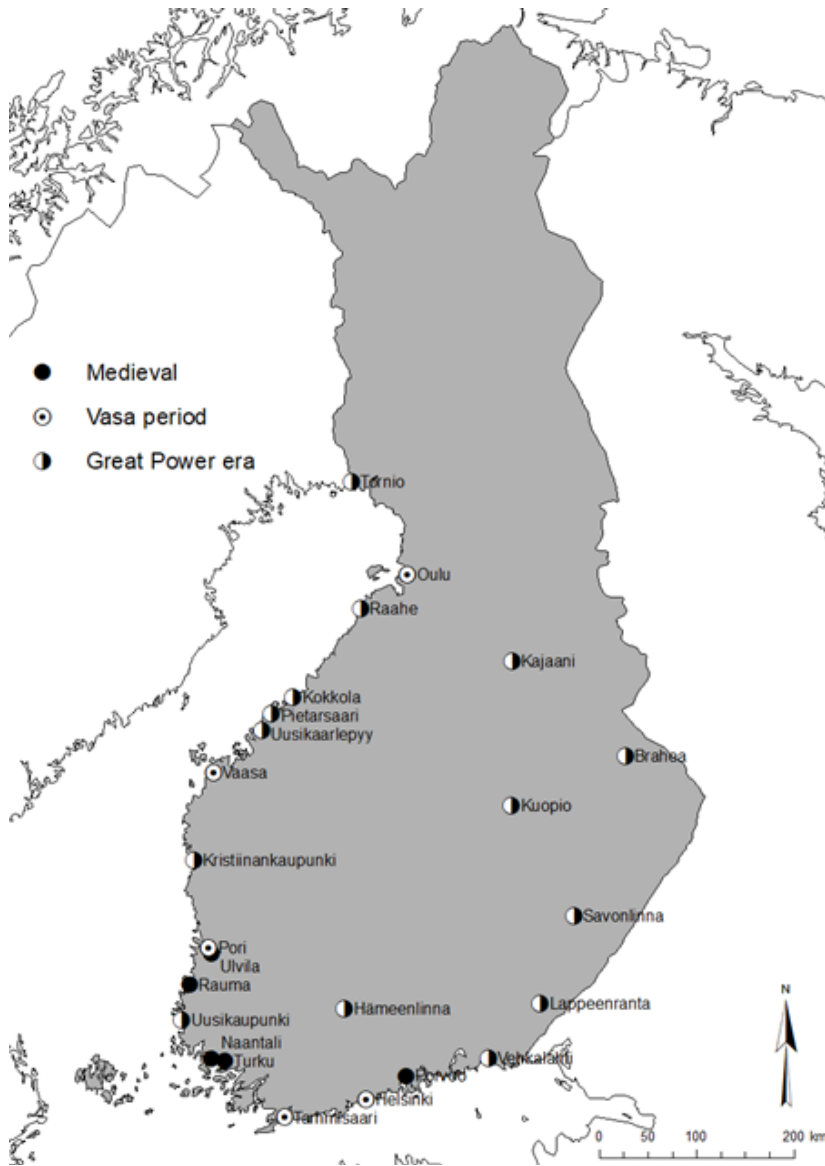 Medieval
Vasa period
Great Power era
Tornio
Oulu
Raahe
Kajaani
Kokkola
Pietarsaari
Uusikaarlepyy
Brahea
Vaasa
Kuopio
Kristiinankaupunki
Savonlinna
Pori
Ulvila
Rauma
N
Lappeenranta
Hämeenlinna
Uusikaupunki
Naantali
Turku
Vehkalahti
Porvoo
Helsinki
Tammisaari
0 50 100 200 km